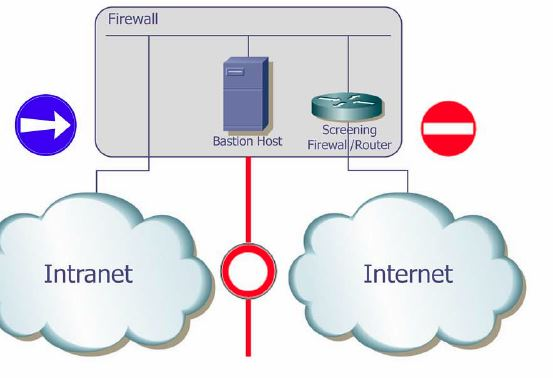 Firewall
Bastion Host
Screening
Firewall/Router
Intranet
Internet